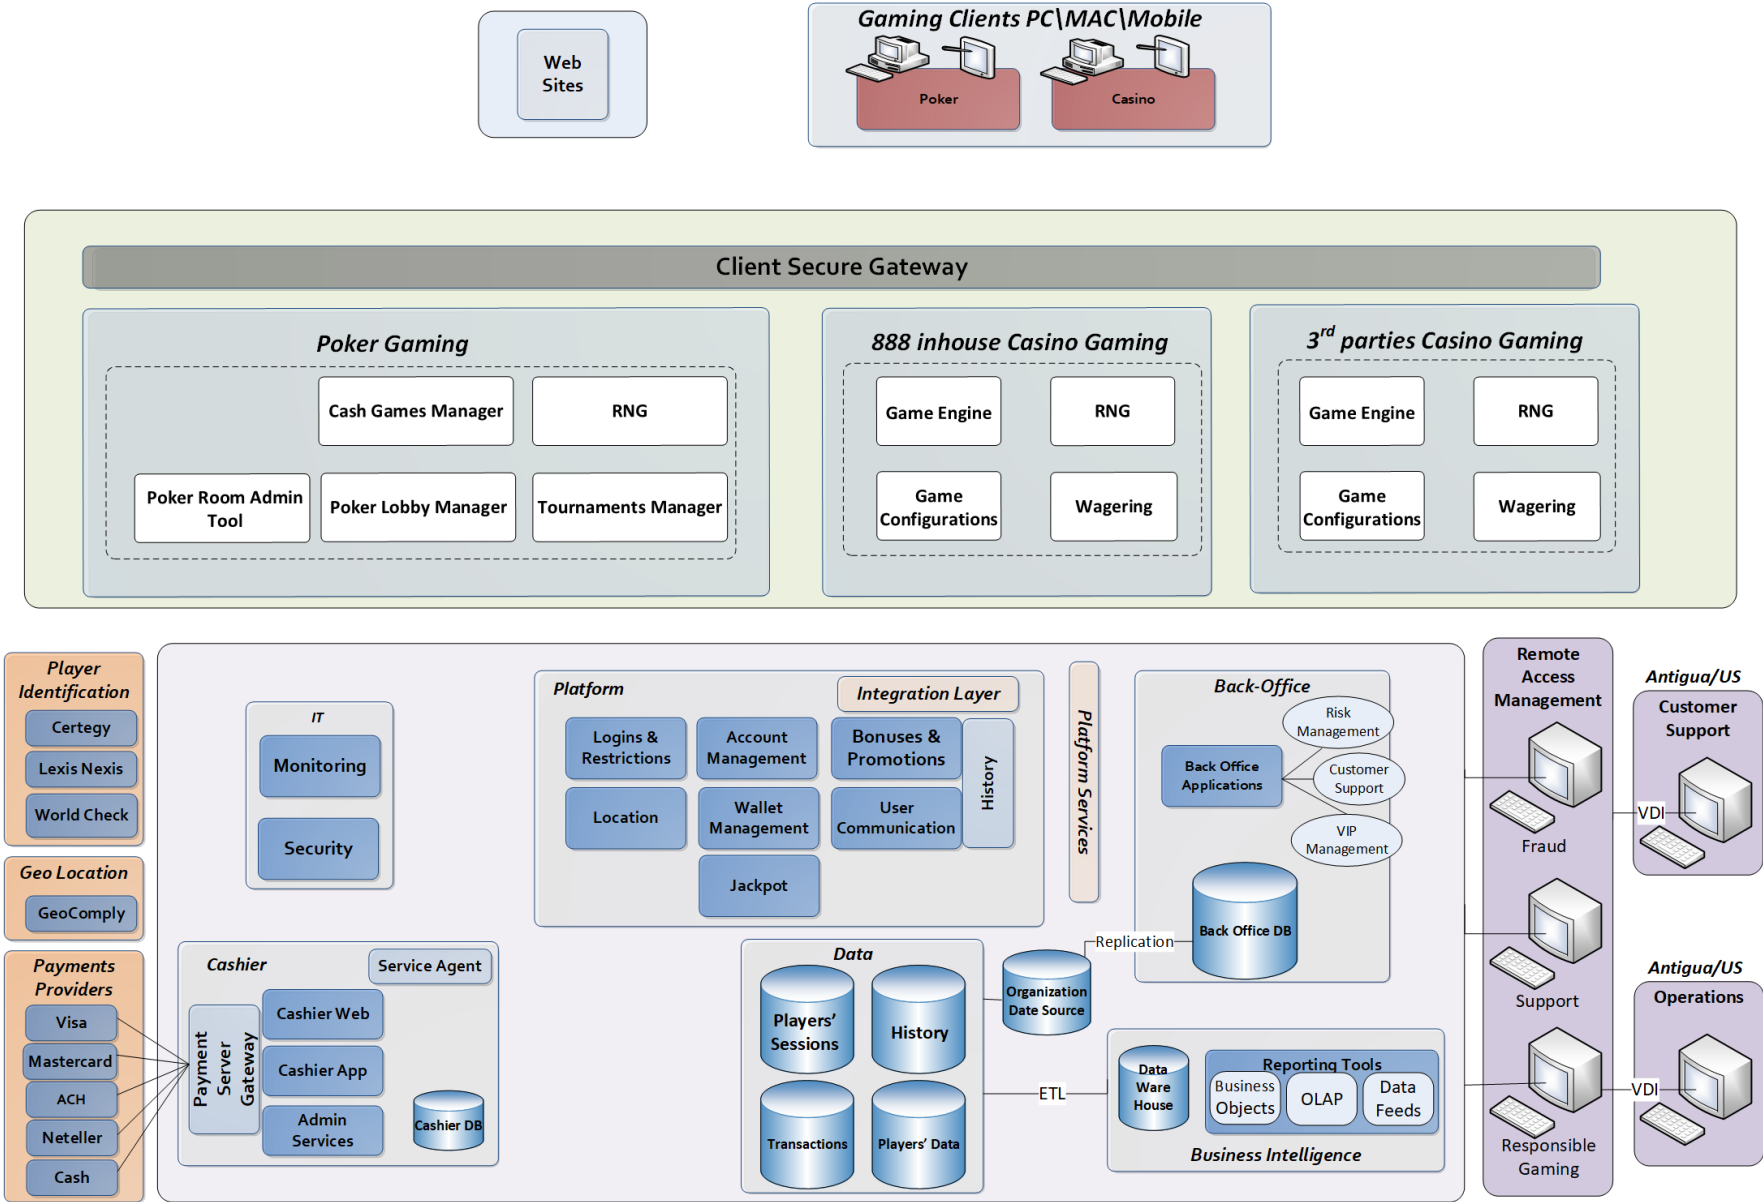 Gaming Clients PC\MAC\Mobile
Web
Sites
Poker
Casino
Client Secure Gateway
Poker Gaming
Cash Games Manager
RNG
Poker Room Admin
Tool
Poker Lobby Manager
Tournaments Manager
888 inhouse Casino Gaming
Game Engine
RNG
Game
Configurations
Wagering
3rd parties Casino Gaming
Game Engine
RNG
Game
Configurations
Wagering
Player
Identification
Certegy
Lexis Nexis
World Check
Geo Location
GeoComply
Payments
Providers
Visa
Mastercard
ACH
Neteller
Cash
IT
Monitoring
Security
Cashier
Service Agent
Payment
Server
Gateway
Cashier Web
Cashier App
Admin
Services
Cashier DB
Platform
Integration Layer
Logins &
Restrictions
Account
Management
Bonuses &
Promotions
History
Location
Wallet
Management
User
Communication
Jackpot
Platform Services
Back-Office
Risk
Management
Back Office
Applications
Customer
Support
VIP
Management
Back Office DB
Replication
Data
Players’
Sessions
History
Transactions
Players’ Data
Organization
Date Source
ETL
Data
Ware
House
Reporting Tools
Business
Objects
OLAP
Data
Feeds
Business Intelligence
Remote
Access
Management
Fraud
Support
Responsible
Gaming
Antigua/US
Customer
Support
VDI
Antigua/US
Operations
VDI